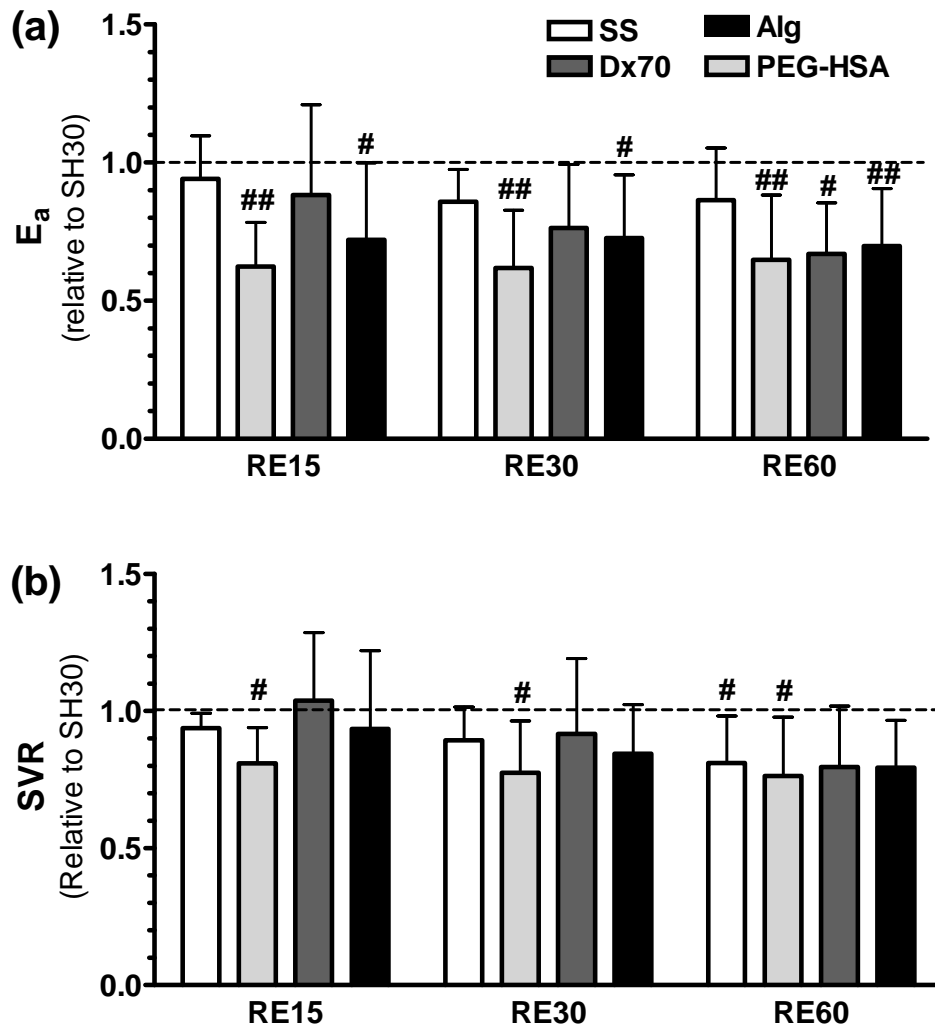 (a)
1.5
SS
Alg
Dx70
PEG-HSA
#
1.0
##
##
#
##
#
##
Ea
(relative to SH30)
0.5
0.0
RE15 RE30 RE60
(b)
1.5
#
#
#
#
1.0
SVR
(Relative to SH30)
0.5
0.0
RE15 RE30 RE60